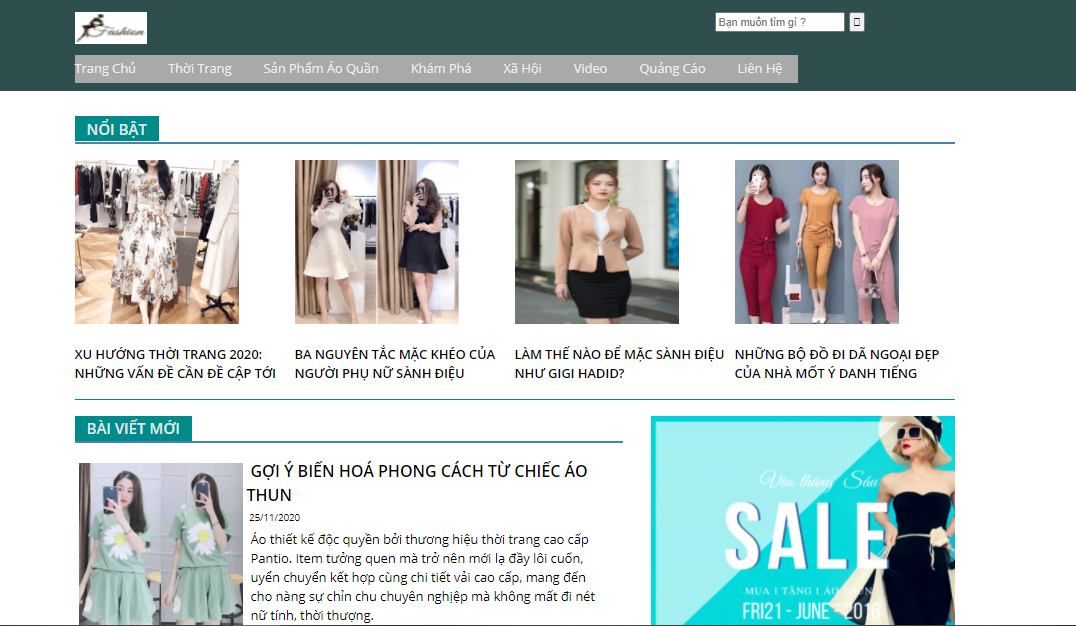 Fashion
Bạn muốn tìm gì ?
Trang Chủ Thời Trang Sản Phẩm Áo Quần Khám Phá Xã Hội Video Quảng Cáo Liên Hệ
NỔI BẬT
XU HƯỚNG THỜI TRANG 2020:
NHỮNG VẤN ĐỀ CẦN ĐỀ CẬP TỚI
BA NGUYÊN TẮC MẶC KHÉO CỦA
NGƯỜI PHỤ NỮ SÀNH ĐIỆU
LÀM THẾ NÀO ĐỂ MẶC SÀNH ĐIỆU
NHƯ GIGI HADID?
NHỮNG BỘ ĐỒ ĐI DÃ NGOẠI ĐẸP
CỦA NHÀ MỐT Ý DANH TIẾNG
BÀI VIẾT MỚI
GỢI Ý BIẾN HOÁ PHONG CÁCH TỪ CHIẾC ÁO
THUN
25/11/2020
Áo thiết kế độc quyền bởi thương hiệu thời trang cao cấp
Pantio. Item tưởng quen mà trở nên mới lạ đầy lôi cuốn,
uyển chuyển kết hợp cùng chi tiết vải cao cấp, mang đến
cho nàng sự chỉn chu chuyên nghiệp mà không mất đi nét
nữ tính, thời thượng.
Vào tháng Sáu
SALE
MUA 1 TẶNG 1 ÁO THUN
FRI21 - JUNE - 2016